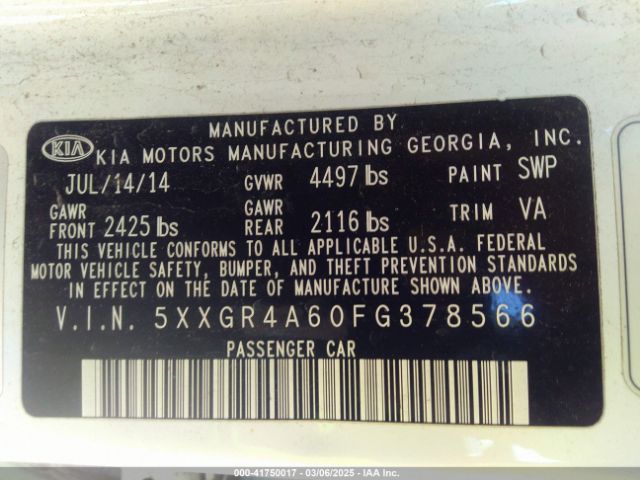 MANUFACTURED BY
KIA KIA MOTORS MANUFACTURING GEORGIA, INC.
JUL/14/14 GVWR 4497 lbs PAINT SWP
GAWR FRONT 2425 lbs GAWR REAR 2116 lbs TRIM VA
THIS VEHICLE CONFORMS TO ALL APPLICABLE U.S.A. FEDERAL
MOTOR VEHICLE SAFETY, BUMPER, AND THEFT PREVENTION STANDARDS
IN EFFECT ON THE DATE OF MANUFACTURE SHOWN ABOVE.
V.I.N. 5XXGR4A60FG378566
PASSENGER CAR
000-41750017 - 03/06/2025 - IAA Inc.